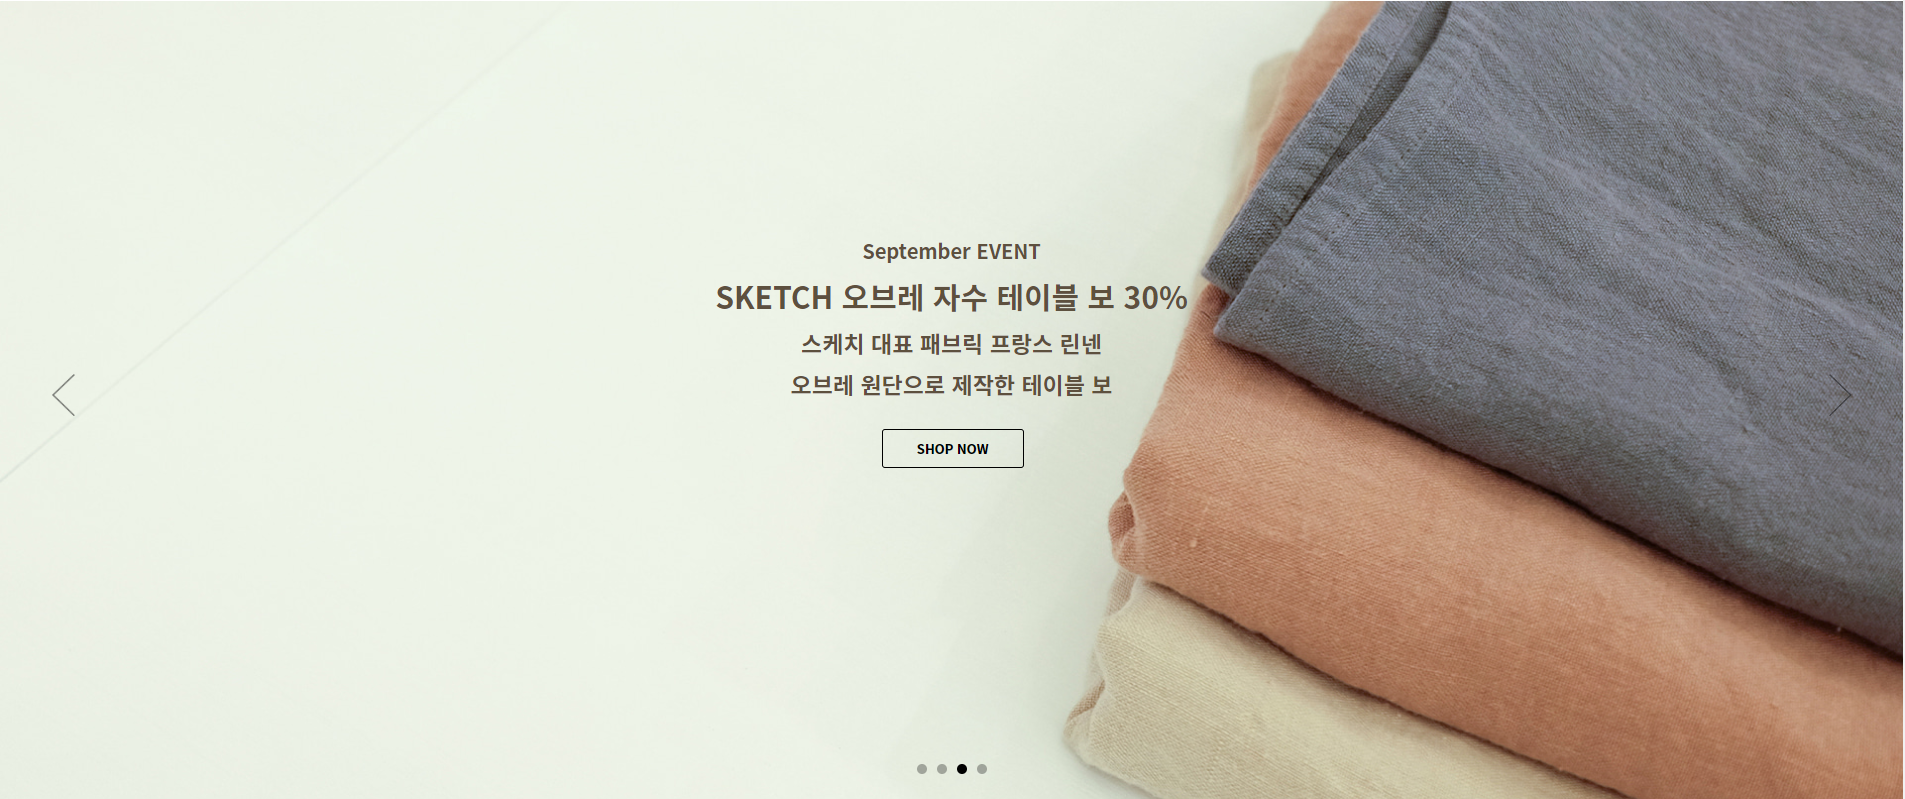 September EVENT
SKETCH 오브레 자수 테이블 보 30%
스케치 대표 패브릭 프랑스 린넨
오브레 원단으로 제작한 테이블 보
SHOP NOW